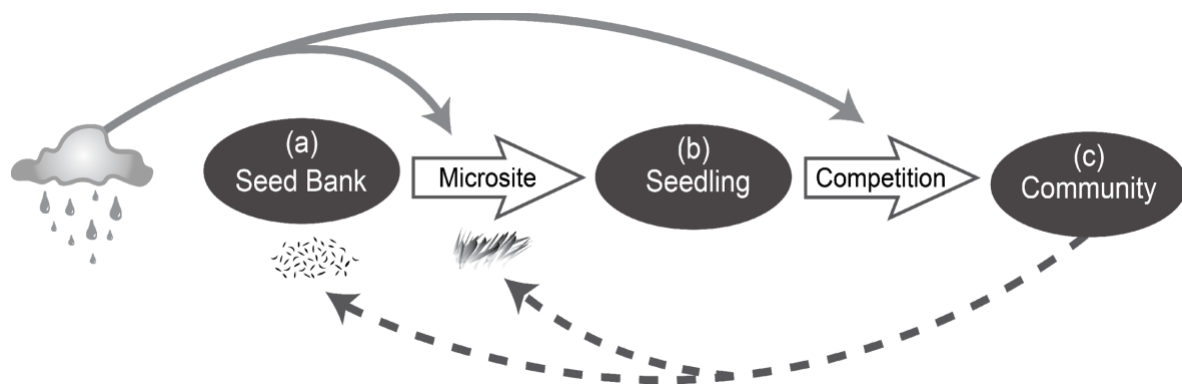 (a)
Seed Bank
Microsite
(b)
Seedling
Competition
(c)
Community